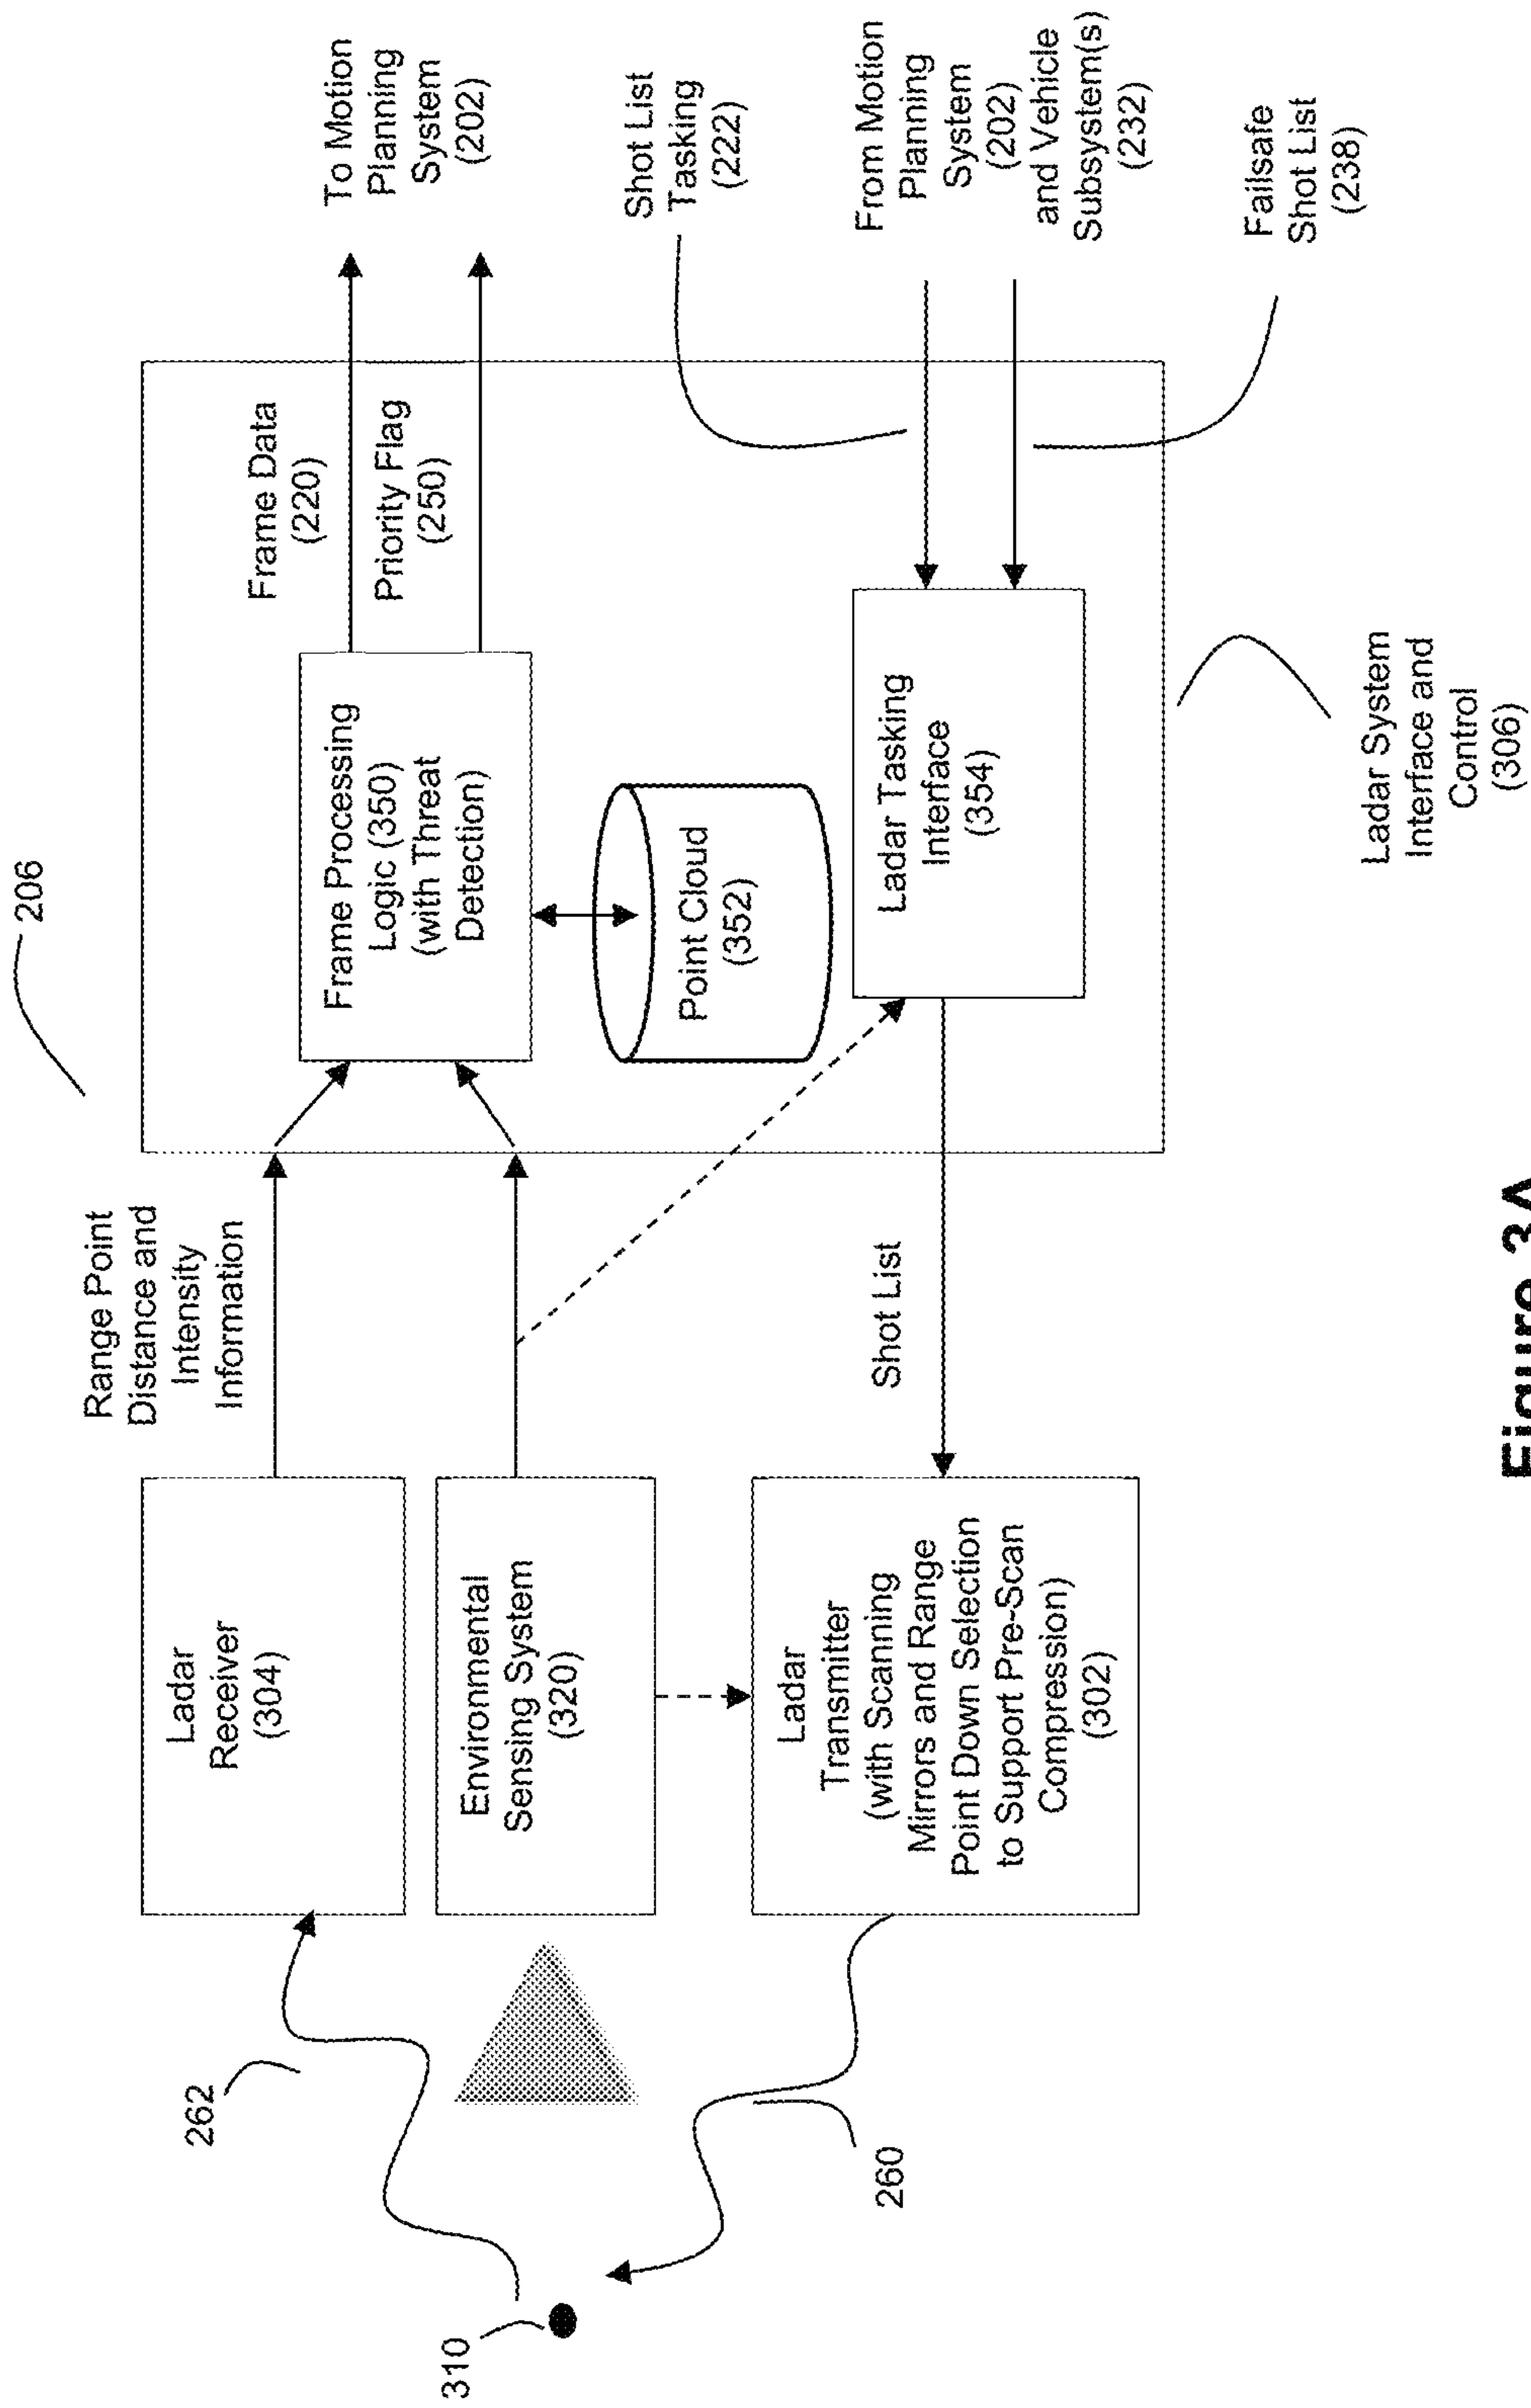 206
Range Point
Distance and
Intensity
Information
Frame Data
(220)
Priority Flag
(250)
To Motion
Planning
System
(202)
Ladar
Receiver
(304)
Frame Processing
Logic (350)
(with Threat
Detection)
262
Environmental
Sensing System
(320)
Point Cloud
(352)
Shot List
Tasking
(222)
310
Ladar
Transmitter
(with Scanning
Mirrors and Range
Point Down Selection
to Support Pre-Scan
Compression)
(302)
Shot List
Ladar Tasking
Interface
(354)
From Motion
Planning
System
(202)
and Vehicle
Subsystem(s)
(232)
260
Failsafe
Shot List
(238)
Ladar System
Interface and
Control
(306)
Figure 3A